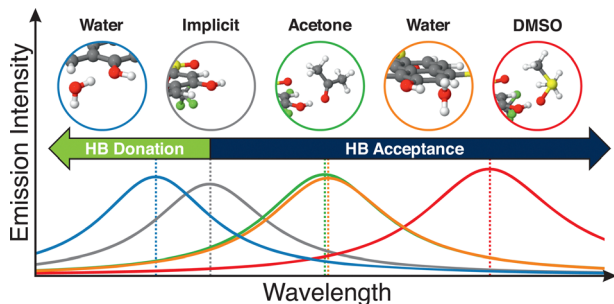 Water
Implicit
Acetone
Water
DMSO
HB Donation
HB Acceptance
Emission Intensity
Wavelength